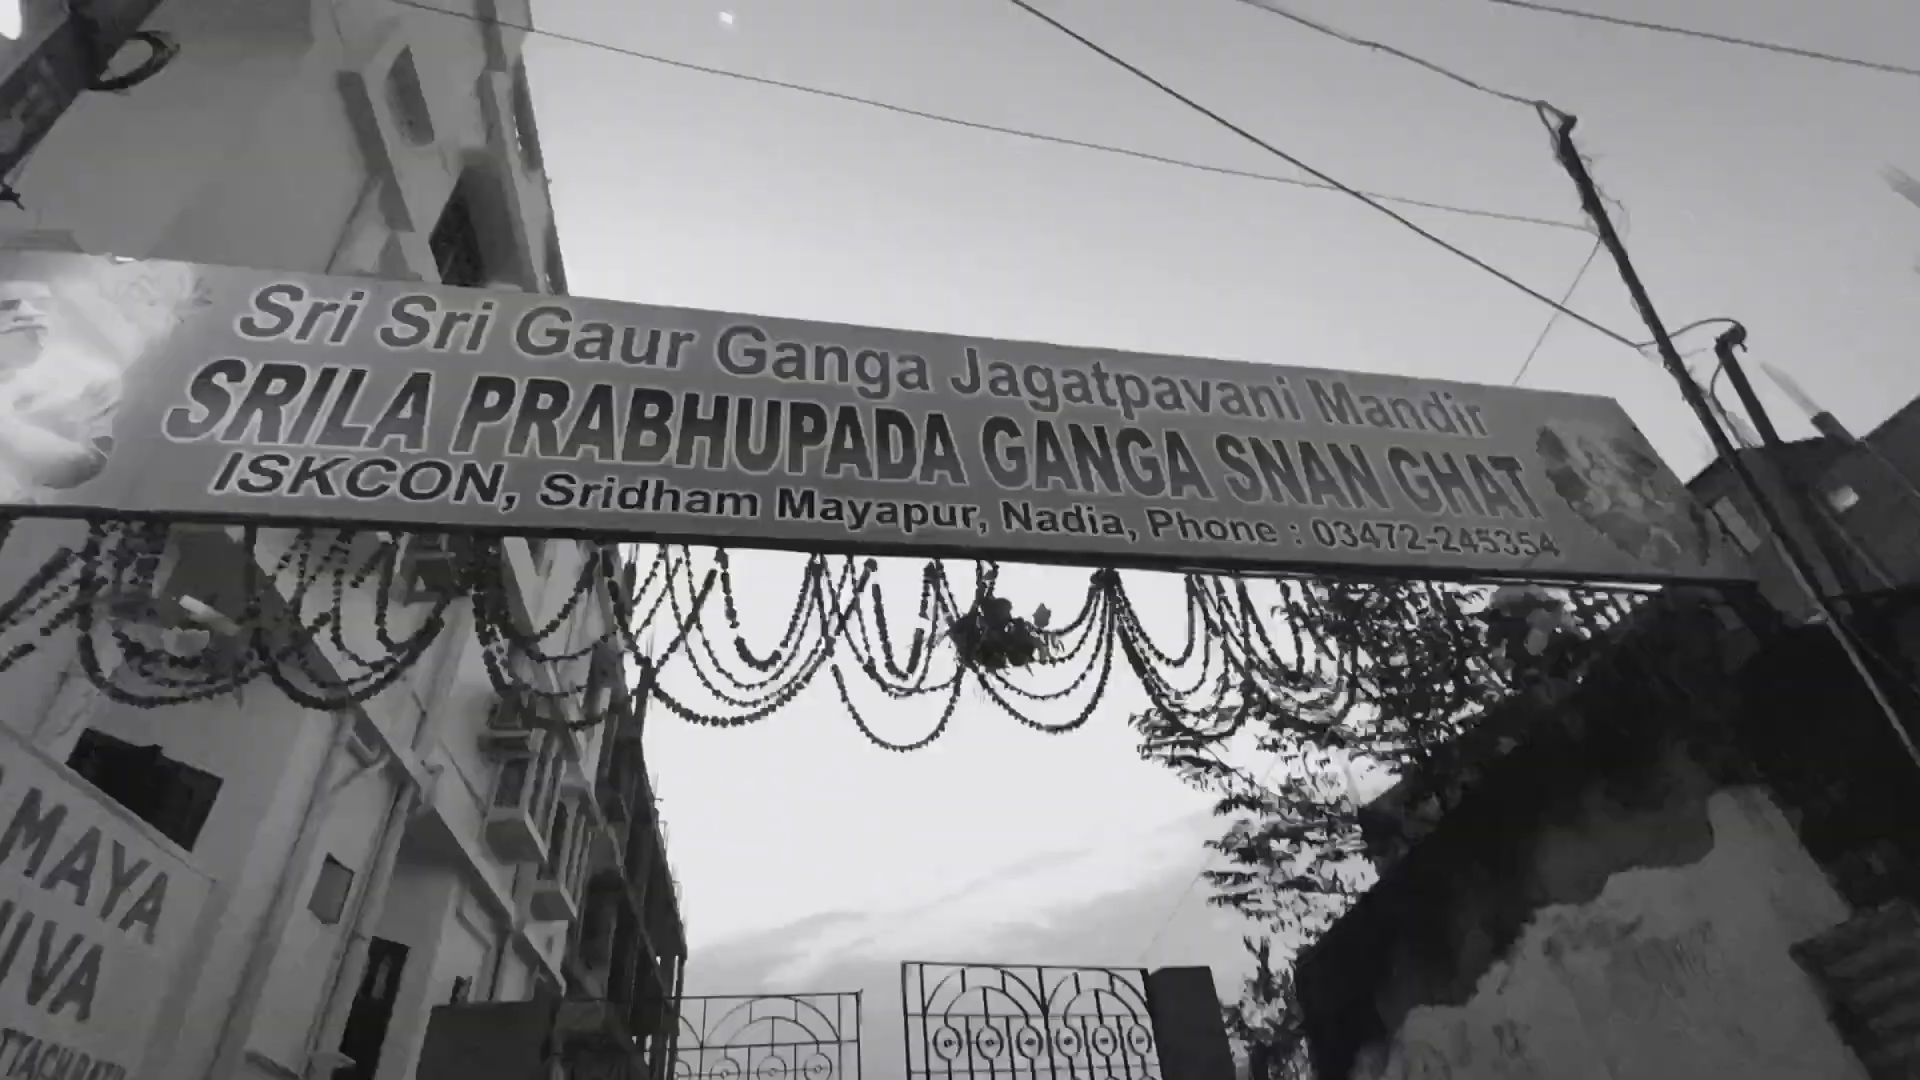 Sri Sri Gaur Ganga Jagatpavani Mandir
SRILA PRABHUPADA GANGA SNAN GHAT
ISKCON, Sridham Mayapur, Nadia, Phone : 03472-245354
MAYA